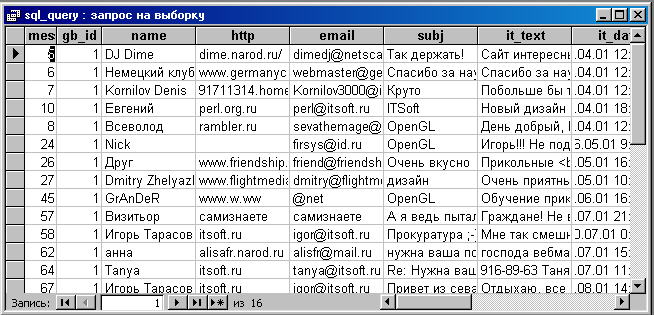 sql_query : запрос на выборку
mes gb_id name http email subj it_text it_da
5 1 DJ Dime dime.narod.ru/ dimedj@netsca Так держать! Сайт интересны .04.01 12:
6 1 Немецкий клуб www.germanyc webmaster@ge Спасибо за нау Спасибо за нау .04.01 12:
7 1 Kornilov Denis 91711314.home Kornilov3000@i Круто Побольше бы т .04.01 12:
10 1 Евгений perl.org.ru perl@itsoft.ru ITSoft Новый дизайн .04.01 18:
8 1 Всеволод rambler.ru sevathemage@ OpenGL День добрый, .04.01 12:
24 1 Nick firsys@id.ru OpenGL Игорь!!! Не под 6.05.01 9:
26 1 Друг www.friendship. friend@friendsh Очень вкусно Прикольные <b .05.01 16:
27 1 Dmitry Zhelyazl www.flightmedia dmitry@flightm дизайн Очень приятны .05.01 10:
45 1 GrAnDeR www.w.ww @net OpenGL Обучение прик .06.01 16:
57 1 Визитьор самизнаете самизнаете А я ведь пытал Граждане! Не в .07.01 21:
58 1 Игорь Тарасов itsoft.ru igor@itsoft.ru Прокуратура ;-) Мне так смешн .07.01 0:
62 1 анна alisafr.narod.ru alisfr@mail.ru нужна ваша по господа вебма .07.01 15:
64 1 Tanya itsoft.ru tanya@itsoft.ru Re: Нужна ваш 916-89-63 Таня .07.01 11:
67 1 Игорь Тарасов itsoft.ru igor@itsoft.ru Привет из сева Отдыхаю, все .08.01 14:
Запись: 1 из 16